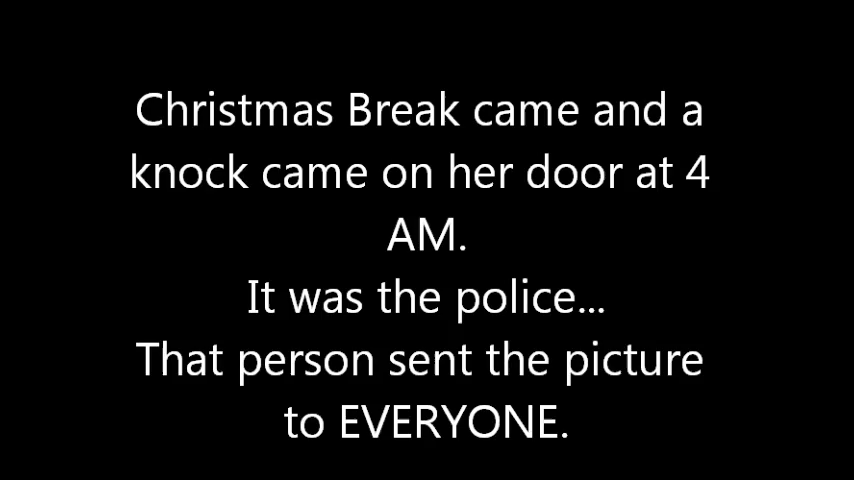 Christmas Break came and a
knock came on her door at 4
AM.
It was the police...
That person sent the picture
to EVERYONE.